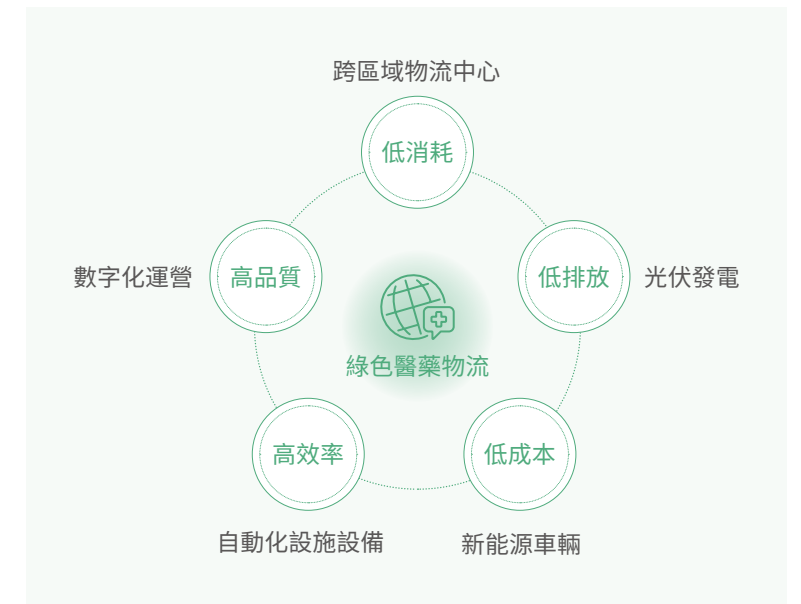 跨區域物流中心
低消耗
數字化運營
高品質
低排放
光伏發電
綠色醫藥物流
高效率
低成本
自動化設施設備
新能源車輛